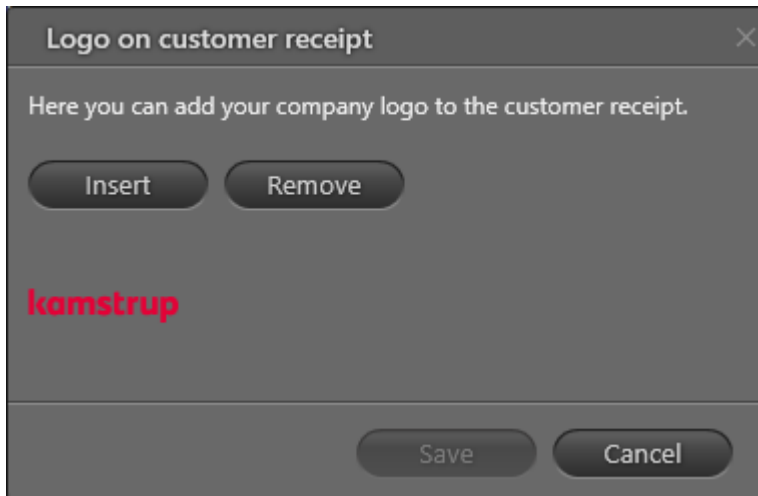 Logo on customer receipt
Here you can add your company logo to the customer receipt.
Insert Remove
kamstrup
Save Cancel